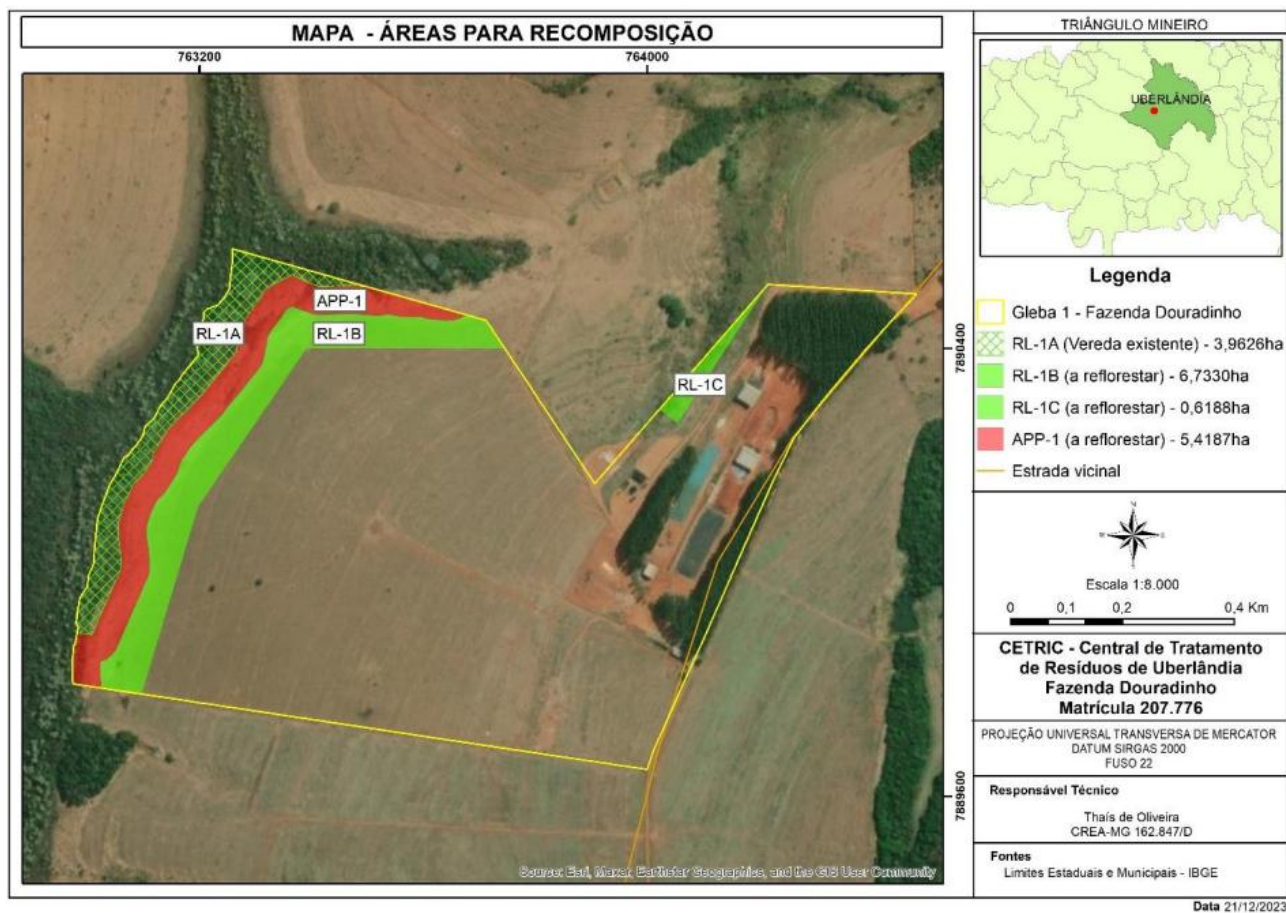 MAPA - ÁREAS PARA RECOMPOSIÇÃO
763200
764000
APP-1
RL-1A
RL-1B
RL-1C
7890400
7889600
Source: Esri, Maxar, Earthstar Geographics, and the GIS User Community
TRIÂNGULO MINEIRO
UBERLÂNDIA
Legenda
Gleba 1 - Fazenda Douradinho
RL-1A (Vereda existente) - 3,9626ha
RL-1B (a reflorestar) - 6,7330ha
RL-1C (a reflorestar) - 0,6188ha
APP-1 (a reflorestar) - 5,4187ha
Estrada vicinal
Escala 1:8.000
0 0,1 0,2 0,4 Km
CETRIC - Central de Tratamento
de Resíduos de Uberlândia
Fazenda Douradinho
Matrícula 207.776
PROJEÇÃO UNIVERSAL TRANSVERSA DE MERCATOR
DATUM SIRGAS 2000
FUSO 22
Responsável Técnico
Thaís de Oliveira
CREA-MG 162.847/D
Fontes
Limites Estaduais e Municipais - IBGE
Data 21/12/2023